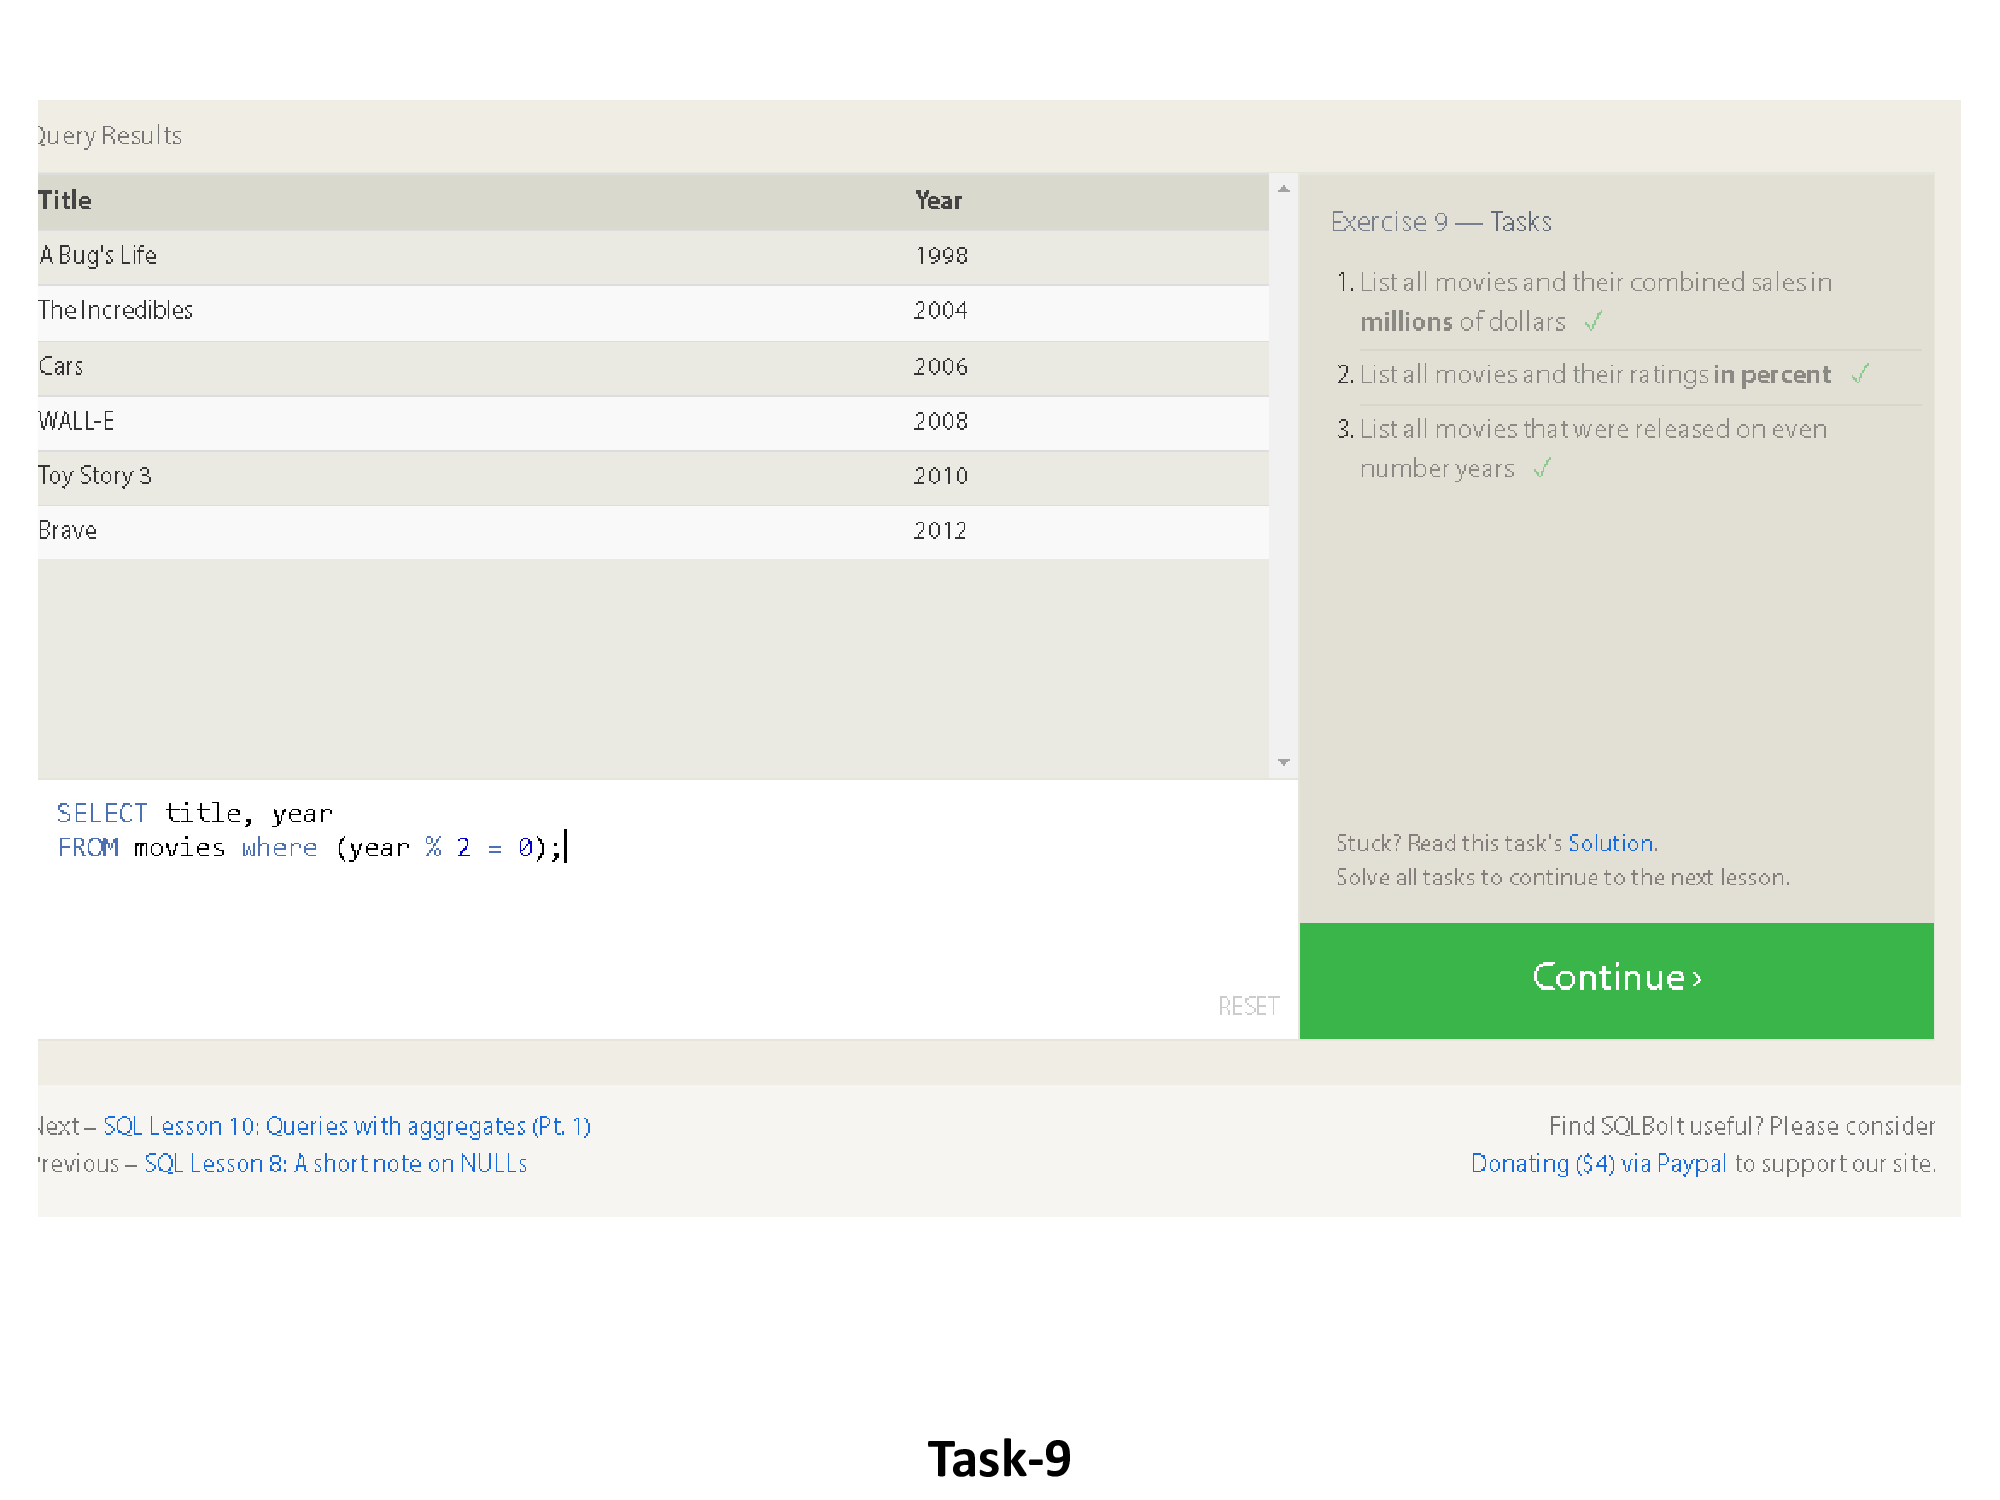 Query Results
Title Year
A Bug's Life 1998
The Incredibles 2004
Cars 2006
WALL-E 2008
Toy Story 3 2010
Brave 2012
SELECT title, year
FROM movies where (year % 2 = 0);
RESET
Exercise 9 — Tasks
1. List all movies and their combined sales in
millions of dollars ✓
2. List all movies and their ratings in percent ✓
3. List all movies that were released on even
number years ✓
Stuck? Read this task's Solution.
Solve all tasks to continue to the next lesson.
Continue ›
Next – SQL Lesson 10: Queries with aggregates (Pt. 1)
Previous – SQL Lesson 8: A short note on NULLs
Find SQLBolt useful? Please consider
Donating ($4) via Paypal to support our site.
Task-9